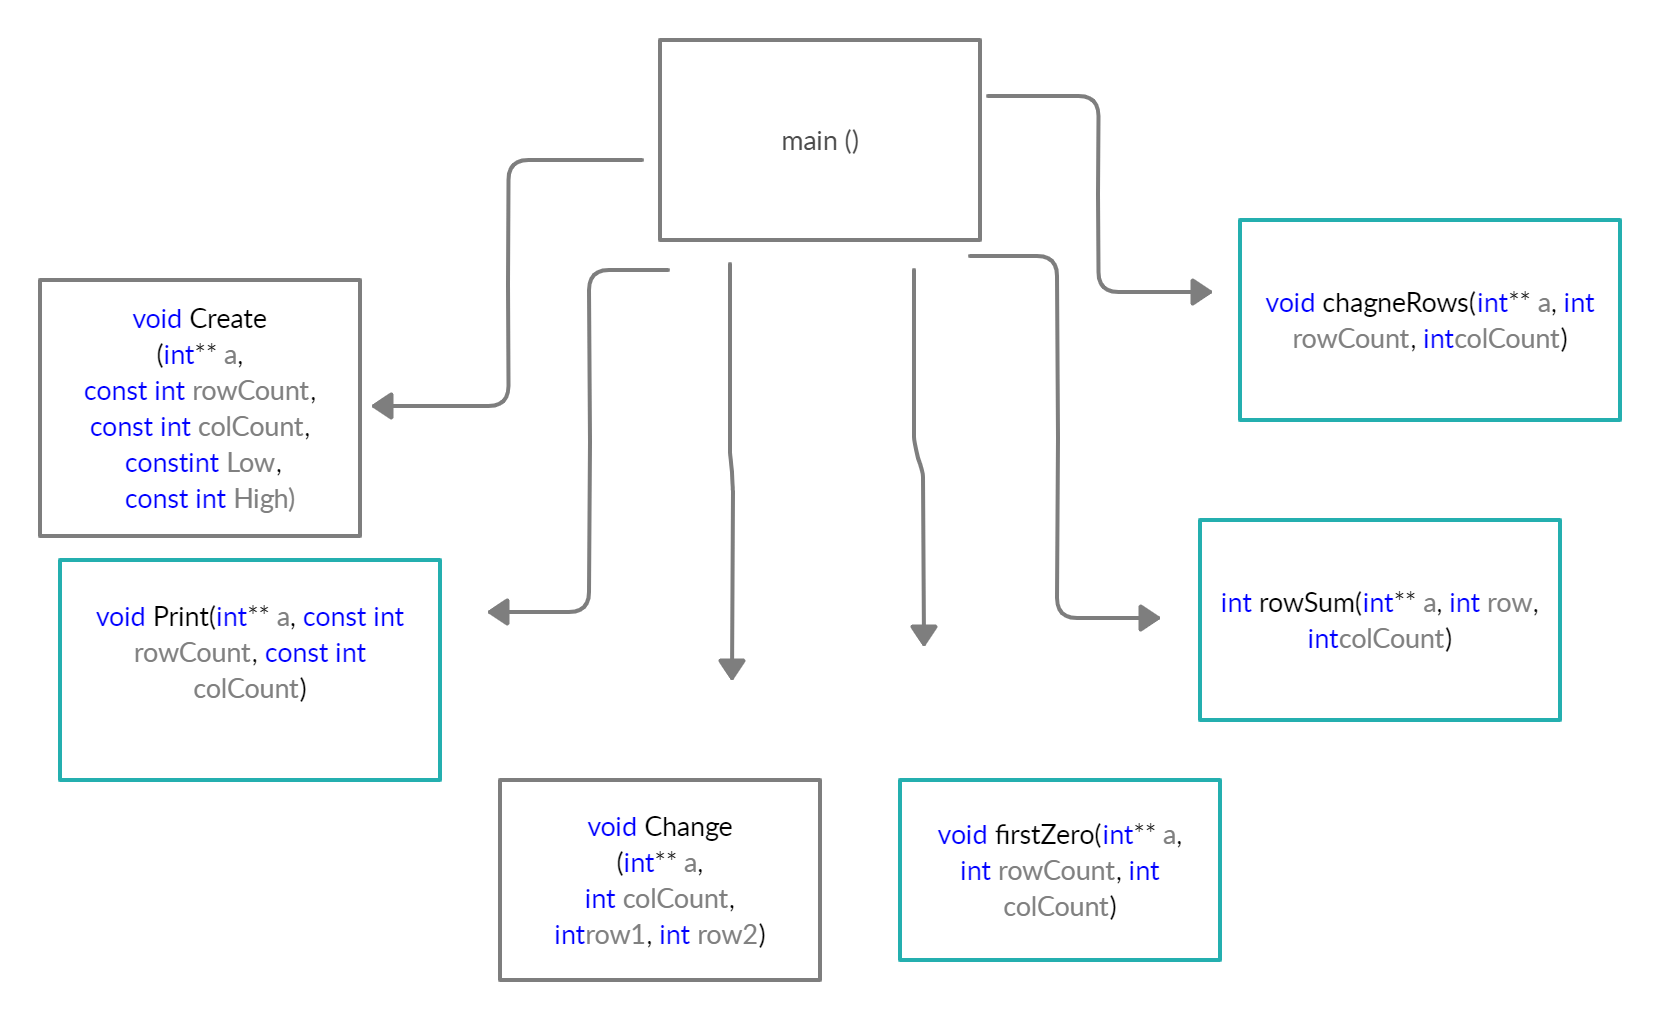 main ()
void Create
(int** a,
const int rowCount,
const int colCount,
constint Low,
const int High)
void chagneRows(int** a, int
rowCount, intcolCount)
void Print(int** a, const int
rowCount, const int
colCount)
int rowSum(int** a, int row,
intcolCount)
void Change
(int** a,
int colCount,
introw1, int row2)
void firstZero(int** a,
int rowCount, int
colCount)